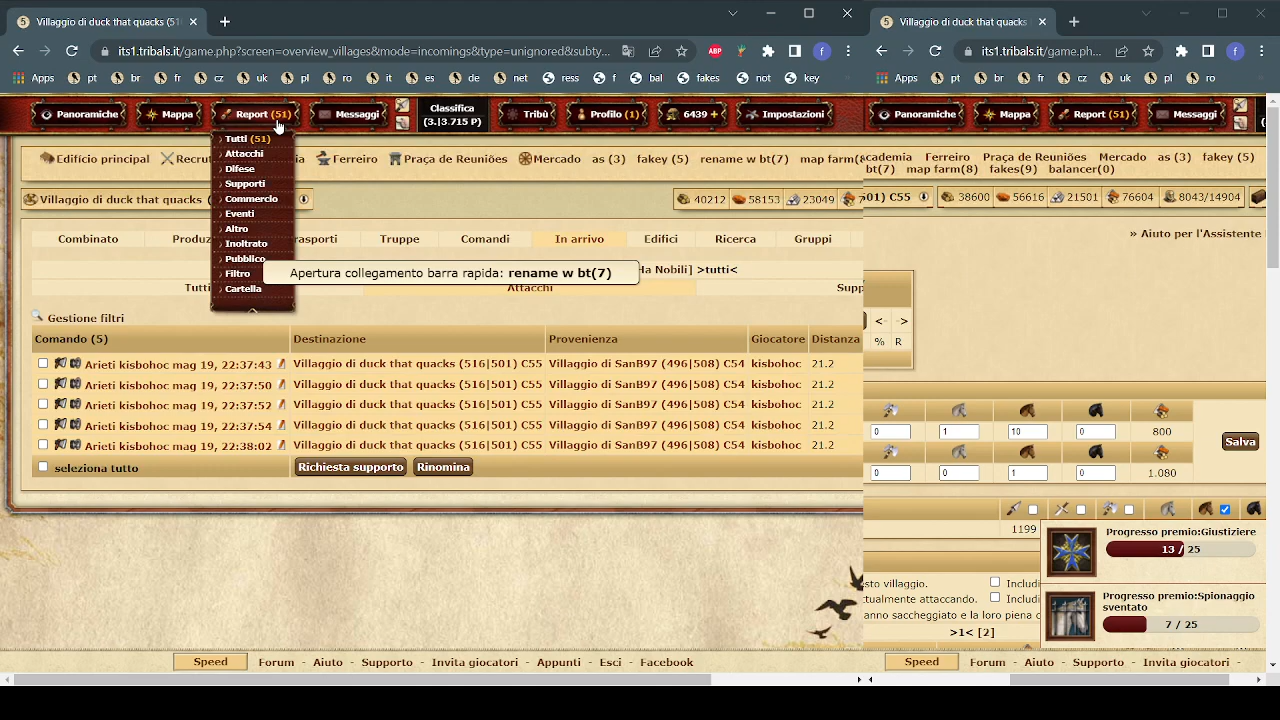 Villaggio di duck that quacks (51
its1.tribals.it/game.php?screen=overview_villages&mode=incomings&type=unignored&subty...
Apps pt br fr cz uk pl ro it es net net ress f bal not key
Panoramiche Mappa Report (51) Messaggi Classifica (3.|3.715 P) Tribù Profilo (1) 6439 + Impostazioni
Tutti (51)
Attacchi
Difese
Supporti
Commercio
Eventi
Altro
Inoltrato
Pubblico
Filtro
Cartella
Edificio principal Recrut a Ferreiro Praça de Reuniões Mercado as (3) fakey (5) rename w bt(7) map farm(
Villaggio di duck that quacks ( 40212 58153 23049
Combinato Produz rasporti Truppe Comandi In arrivo Edifici Ricerca Gruppi
Apertura collegamento barra rapida: rename w bt(7)
Nobili] >tutti<
Tutti Attacchi Supp
Gestione filtri
Comando (5) Destinazione Provenienza Giocatore Distanza
Arieti kisbohoc mag 19, 22:37:43 Villaggio di duck that quacks (516|501) C55 Villaggio di SanB97 (496|508) C54 kisbohoc 21.2
Arieti kisbohoc mag 19, 22:37:50 Villaggio di duck that quacks (516|501) C55 Villaggio di SanB97 (496|508) C54 kisbohoc 21.2
Arieti kisbohoc mag 19, 22:37:52 Villaggio di duck that quacks (516|501) C55 Villaggio di SanB97 (496|508) C54 kisbohoc 21.2
Arieti kisbohoc mag 19, 22:37:54 Villaggio di duck that quacks (516|501) C55 Villaggio di SanB97 (496|508) C54 kisbohoc 21.2
Arieti kisbohoc mag 19, 22:38:02 Villaggio di duck that quacks (516|501) C55 Villaggio di SanB97 (496|508) C54 kisbohoc 21.2
seleziona tutto Richiesta supporto Rinomina
Speed Forum - Aiuto - Supporto - Invita giocatori - Appunti - Esci - Facebook
Villaggio di duck that quacks
its1.tribals.it/game.ph...
Apps pt br fr cz uk pl ro
Panoramiche Mappa Report (51) Messaggi
cademia Ferreiro Praça de Reuniões Mercado as (3) fakey (5)
bt(7) map farm(8) fakes(9) balancer(0)
501) C55 38600 56616 21501 76604 8043/14904
» Aiuto per l'Assistente
<- ->
% R
0 1 10 0 800
0 0 1 0 1.080
Salva
1199
sto villaggio. Includi
ctualmente attaccando. Includi
anno saccheggiato e la loro piena c
>1< [2]
Progresso premio:Giustiziere
13 / 25
Progresso premio:Spionaggio
sventato
7 / 25
Speed Forum - Aiuto - Supporto - Invita giocatori -